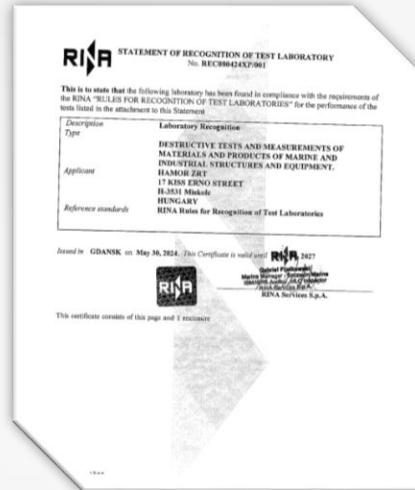 RINA
STATEMENT OF RECOGNITION OF TEST LABORATORY
No. REC080424XP/001
This is to state that the following laboratory has been found in compliance with the requirements of
the RINA "RULES FOR RECOGNITION OF TEST LABORATORIES" for the performance of the
tests listed in the attachment to this Statement
Description Laboratory Recognition
Type
DESTRUCTIVE TESTS AND MEASUREMENTS OF
MATERIALS AND PRODUCTS OF MARINE AND
INDUSTRIAL STRUCTURES AND EQUIPMENT.
Applicant HAMOR ZRT
17 KISS ERNO STREET
H-3531 Miskolc
HUNGARY
Reference standards RINA Rules for Recognition of Test Laboratories
Issued in GDANSK on May 30, 2024. This Certificate is valid until 2027
RINA
RINA
RINA Services S.p.A.
This certificate consists of this page and 1 enclosure